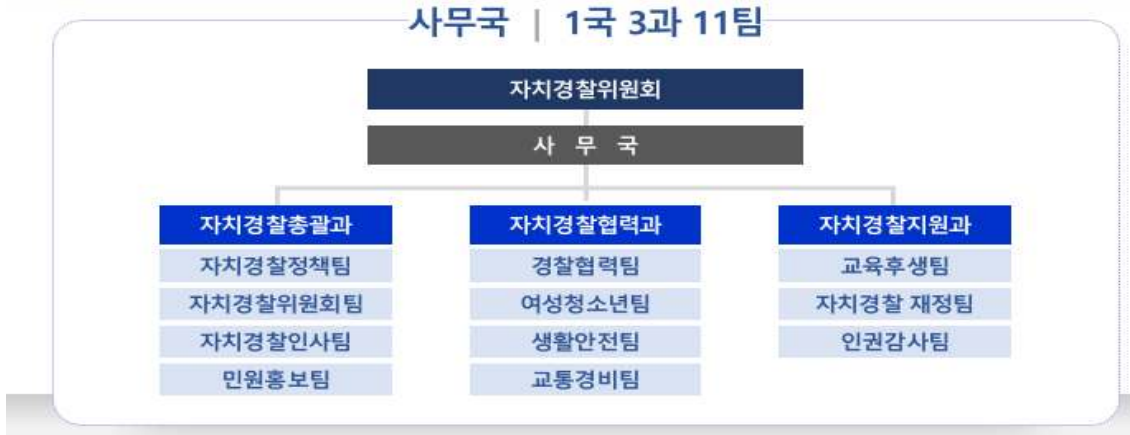 사무국 | 1국 3과 11팀
자치경찰위원회
사 무 국
자치경찰총괄과
자치경찰정책팀
자치경찰위원회팀
자치경찰인사팀
민원홍보팀
자치경찰협력과
경찰협력팀
여성청소년팀
생활안전팀
교통경비팀
자치경찰지원과
교육후생팀
자치경찰 재정팀
인권감사팀